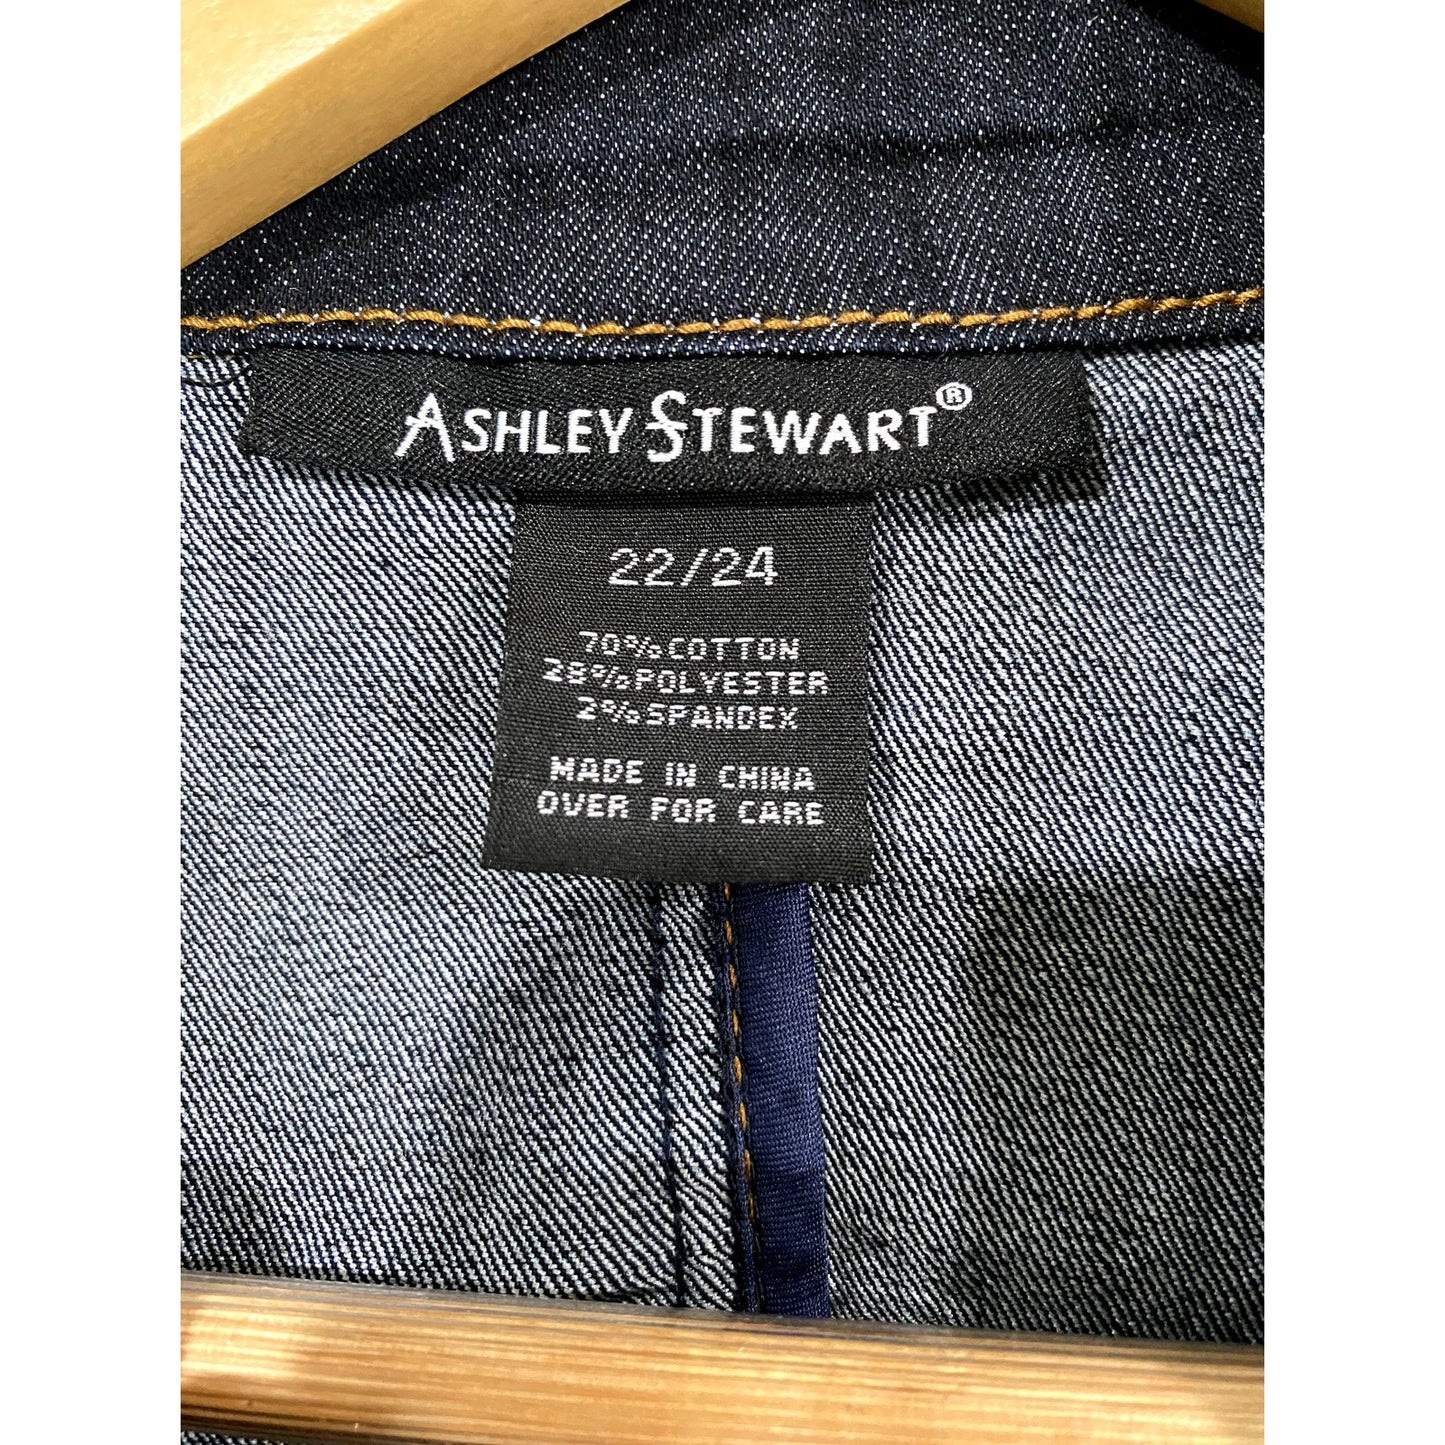 ASHLEY STEWART®
22/24
70%COTTON
28%POLYESTER
2%SPANDEX
MADE IN CHINA
OVER FOR CARE